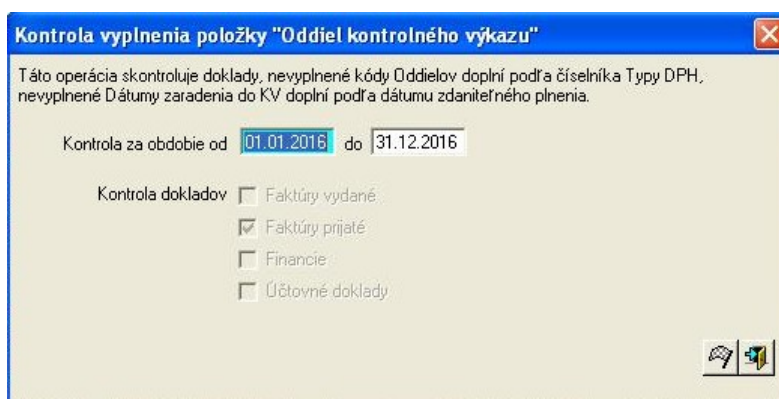 Kontrola vyplnenia položky "Oddiel kontrolného výkazu"
Táto operácia skontroluje doklady, nevyplnené kódy Oddielov doplní podľa číselníka Typy DPH,
nevyplnené Dátumy zaradenia do KV doplní podľa dátumu zdaniteľného plnenia.
Kontrola za obdobie od 01.01.2016 do 31.12.2016
Kontrola dokladov Faktúry vydané
Faktúry prijaté
Financie
Účtovné doklady